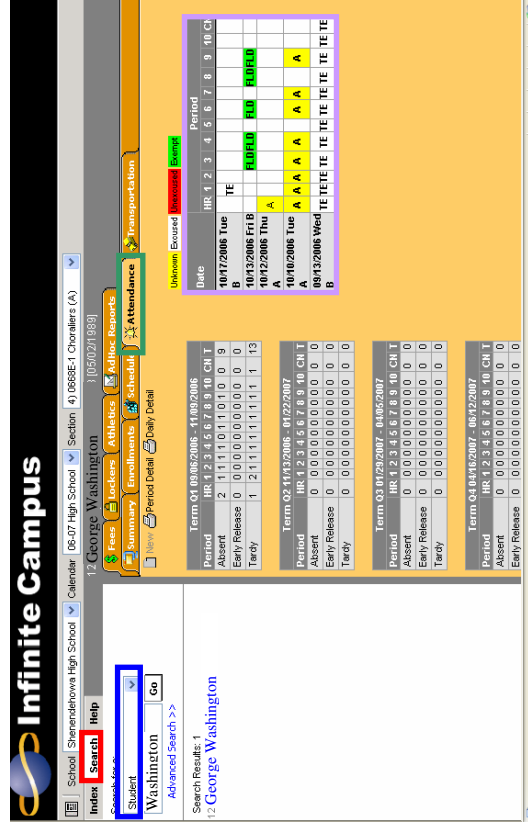 Infinite Campus
School Shenendehowa High School Calendar 06-07 High School Section 4) 0668E-1 Choraliers (A)
Index Search Help
12 George Washington [05/02/1989]
Student
Washington Go
Advanced Search >>
Search Results: 1
12 George Washington
Fees Lockers Athletics AdHoc Reports
Summary Enrollments Schedule Attendance Transportation
New Period Detail Daily Detail
Term Q1 09/06/2006 - 11/09/2006
Period HR 1 2 3 4 5 6 7 8 9 10 CN T
Absent 2 1 1 1 1 0 1 1 0 1 0 0 9
Early Release 0 0 0 0 0 0 0 0 0 0 0 0 0
Tardy 1 2 1 1 1 1 1 1 1 1 1 1 13
Term Q2 11/13/2006 - 01/22/2007
Period HR 1 2 3 4 5 6 7 8 9 10 CN T
Absent 0 0 0 0 0 0 0 0 0 0 0 0 0
Early Release 0 0 0 0 0 0 0 0 0 0 0 0 0
Tardy 0 0 0 0 0 0 0 0 0 0 0 0 0
Term Q3 01/29/2007 - 04/05/2007
Period HR 1 2 3 4 5 6 7 8 9 10 CN T
Absent 0 0 0 0 0 0 0 0 0 0 0 0 0
Early Release 0 0 0 0 0 0 0 0 0 0 0 0 0
Tardy 0 0 0 0 0 0 0 0 0 0 0 0 0
Term Q4 04/16/2007 - 06/12/2007
Period HR 1 2 3 4 5 6 7 8 9 10 CN T
Absent 0 0 0 0 0 0 0 0 0 0 0 0 0
Early Release 0 0 0 0 0 0 0 0 0 0 0 0 0
Unknown Excused Unexcused Exempt
Date Period
HR 1 2 3 4 5 6 7 8 9 10 CN
10/17/2006 Tue B TE
10/13/2006 Fri B FLD FLD FLD FLD FLD
10/12/2006 Thu A A
10/10/2006 Tue A A A A A A A A
09/13/2006 Wed B TE TE TE TE TE TE TE TE TE TE TE TE